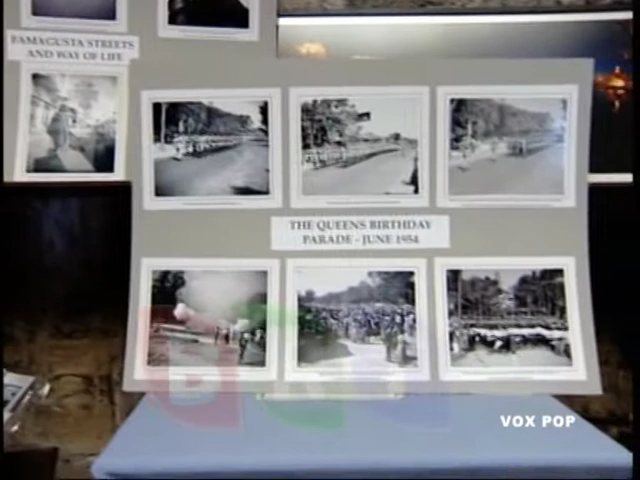 FAMAGUSTA STREETS
AND WAY OF LIFE
THE QUEENS BIRTHDAY
PARADE - JUNE 1954
VOX POP